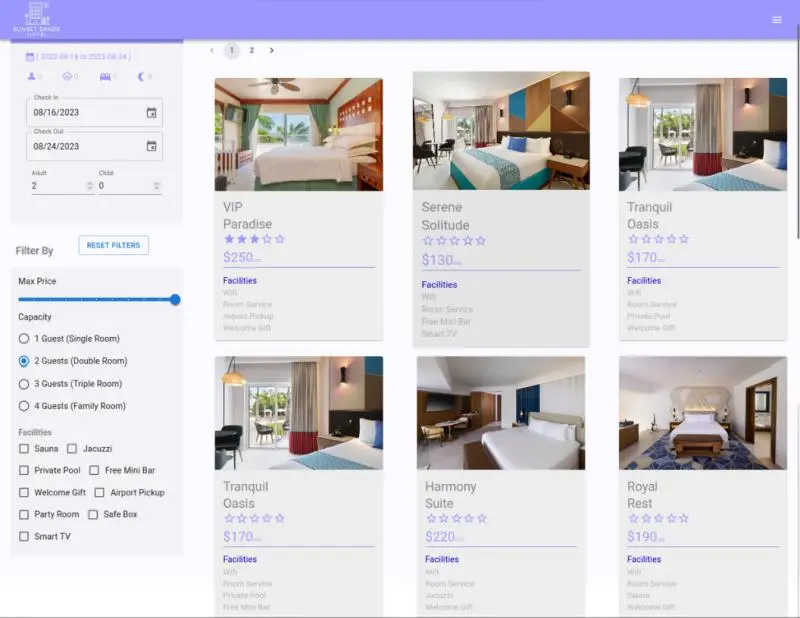 SUNSET SANDS
HOTEL
1 2
( 2023-08-16 to 2023-08-24 )
2 0 1 8
Check In
08/16/2023
Check Out
08/24/2023
Adult Child
2 0
Filter By RESET FILTERS
Max Price
Capacity
1 Guest (Single Room)
2 Guests (Double Room)
3 Guests (Triple Room)
4 Guests (Family Room)
Facilities
Sauna Jacuzzi
Private Pool Free Mini Bar
Welcome Gift Airport Pickup
Party Room Safe Box
Smart TV
VIP
Paradise
$250
Facilities
Wifi
Room Service
Airport Pickup
Welcome Gift
Serene
Solitude
$130
Facilities
Wifi
Room Service
Free Mini Bar
Smart TV
Tranquil
Oasis
$170
Facilities
Wifi
Room Service
Private Pool
Welcome Gift
Tranquil
Oasis
$170
Facilities
Wifi
Room Service
Private Pool
Free Mini Bar
Harmony
Suite
$220
Facilities
Wifi
Room Service
Jacuzzi
Welcome Gift
Royal
Rest
$190
Facilities
Wifi
Room Service
Sauna
Welcome Gift